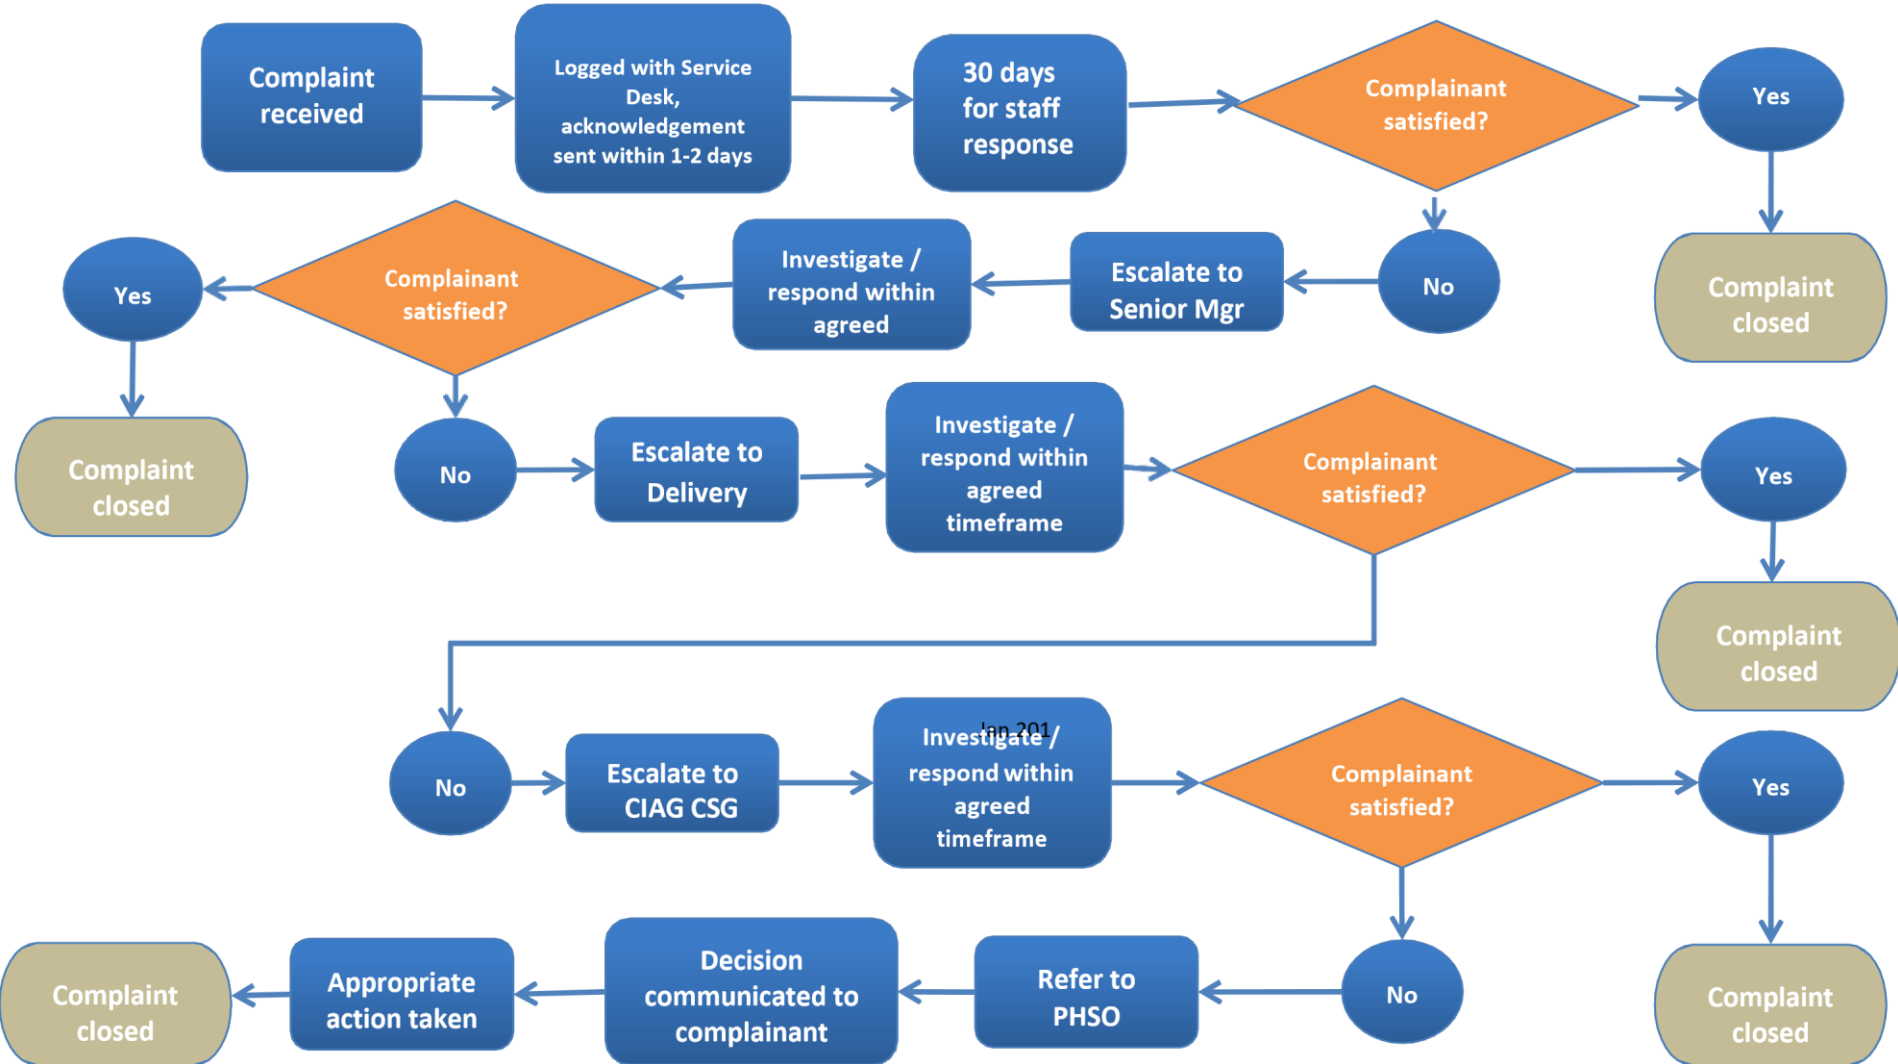 Complaint
received
Logged with Service
Desk,
acknowledgement
sent within 1-2 days
30 days
for staff
response
Complainant
satisfied?
Yes
Complaint
closed
No
Escalate to
Senior Mgr
Investigate /
respond within
agreed
Complainant
satisfied?
Yes
Complaint
closed
No
Escalate to
Delivery
Investigate /
respond within
agreed
timeframe
Complainant
satisfied?
Yes
Complaint
closed
No
Escalate to
CIAG CSG
Jan 201
Investigate /
respond within
agreed
timeframe
Complainant
satisfied?
Yes
Complaint
closed
No
Refer to
PHSO
Decision
communicated to
complainant
Appropriate
action taken
Complaint
closed